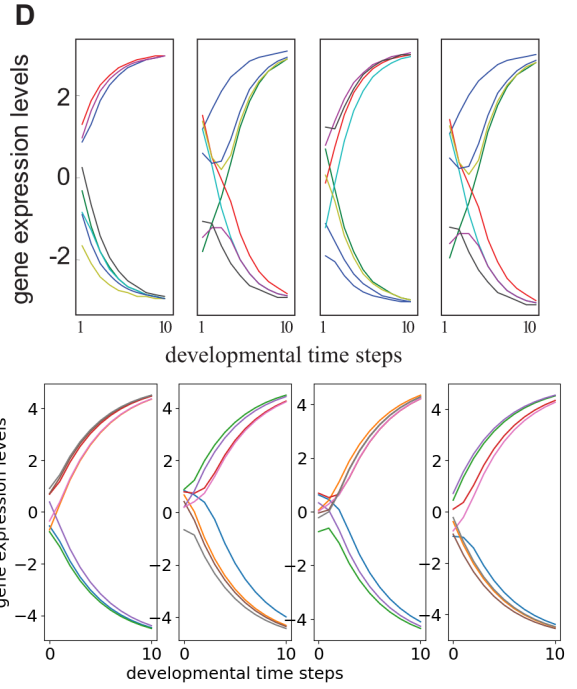 D
gene expression levels
2
0
-2
1 10 1 10 1 10 1 10
developmental time steps
gene expression levels
4 4 4 4
2 2 2 2
0 0 0 0
−2 −2 −2 −2
−4 −4 −4 −4
0 10 0 10 0 10 0 10
developmental time steps